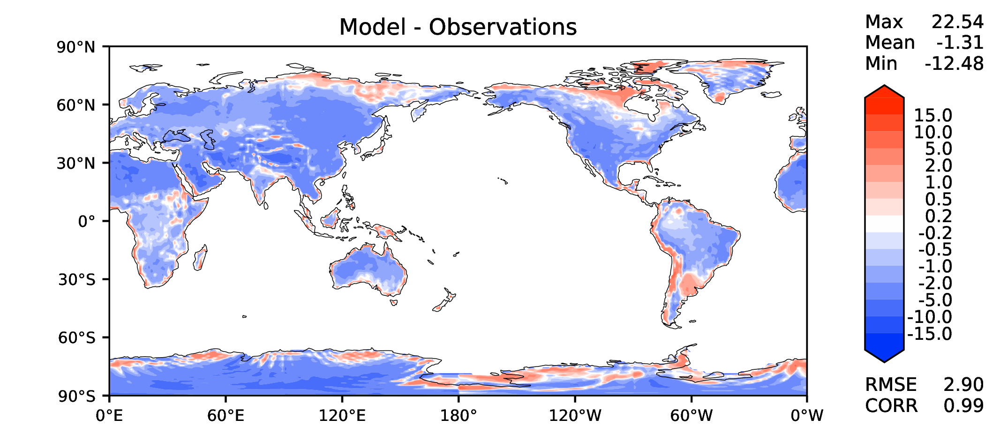 Model - Observations
Max 22.54
Mean -1.31
Min -12.48
90°N
60°N
30°N
0°
30°S
60°S
90°S
0°E 60°E 120°E 180° 120°W 60°W 0°W
15.0
10.0
5.0
2.0
1.0
0.5
0.2
-0.2
-0.5
-1.0
-2.0
-5.0
-10.0
-15.0
RMSE 2.90
CORR 0.99